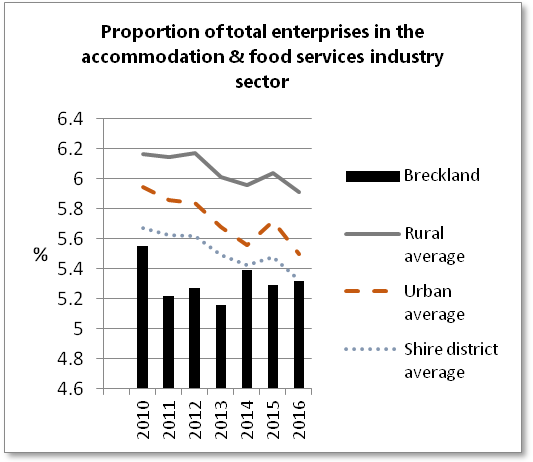 Proportion of total enterprises in the
accommodation & food services industry
sector
6.4
6.2
6
5.8
5.6
5.4
5.2
5
4.8
4.6
%
2010
2011
2012
2013
2014
2015
2016
Breckland
Rural
average
Urban
average
Shire district
average